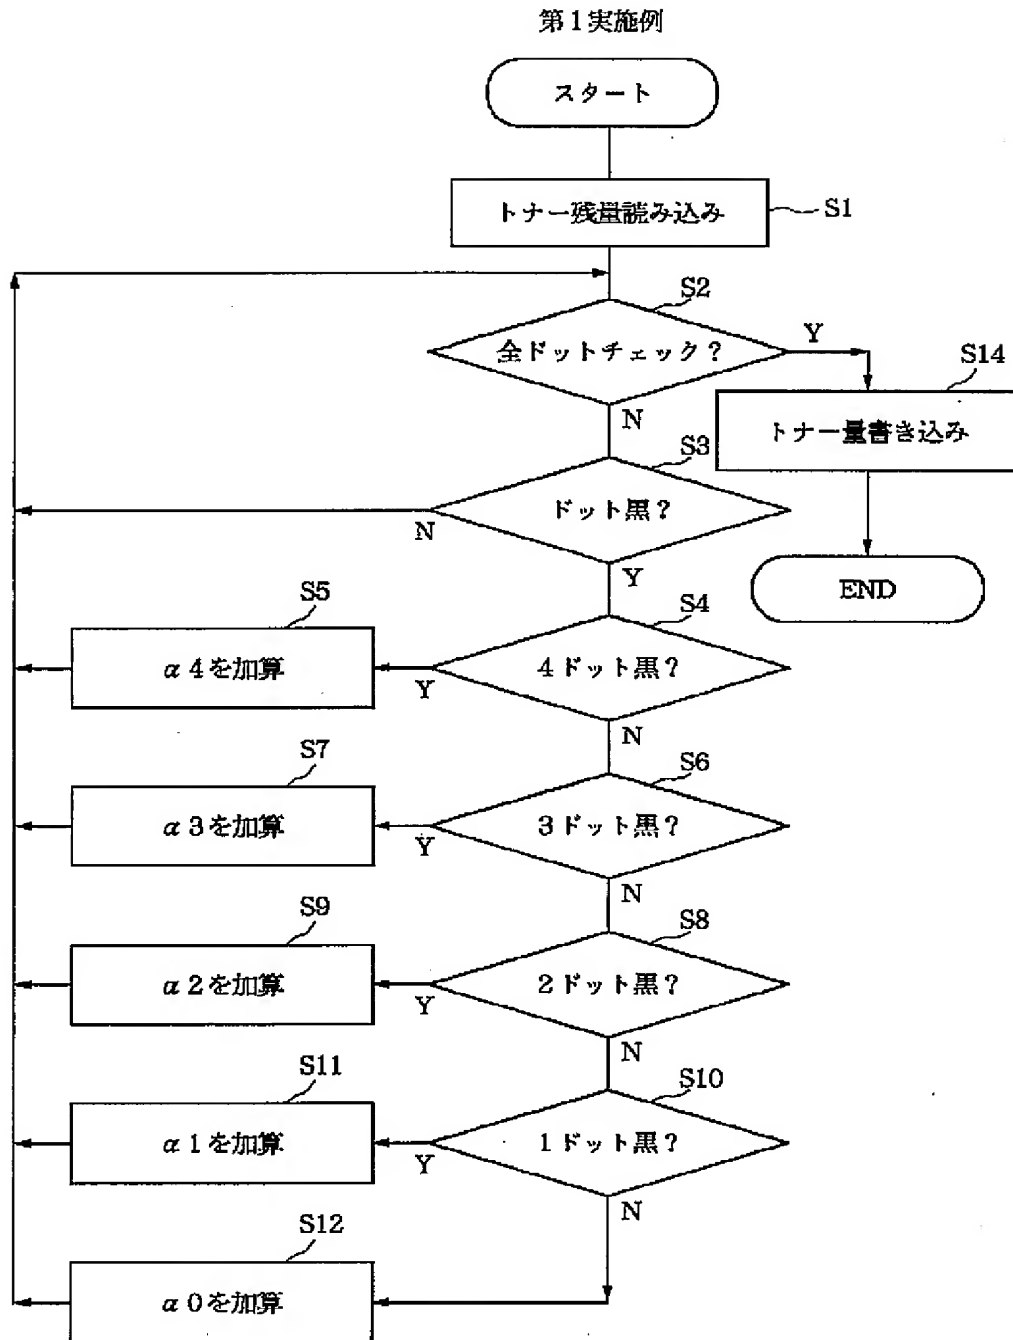 第1実施例
スタート
トナー残量読み込み
S1
S2
全ドットチェック?
Y
N
S14
トナー量書き込み
S3
ドット黒?
N
Y
END
S5
α4を加算
S4
4ドット黒?
Y
N
S7
α3を加算
S6
3ドット黒?
Y
N
S9
α2を加算
S8
2ドット黒?
Y
N
S11
α1を加算
S10
1ドット黒?
Y
N
S12
α0を加算